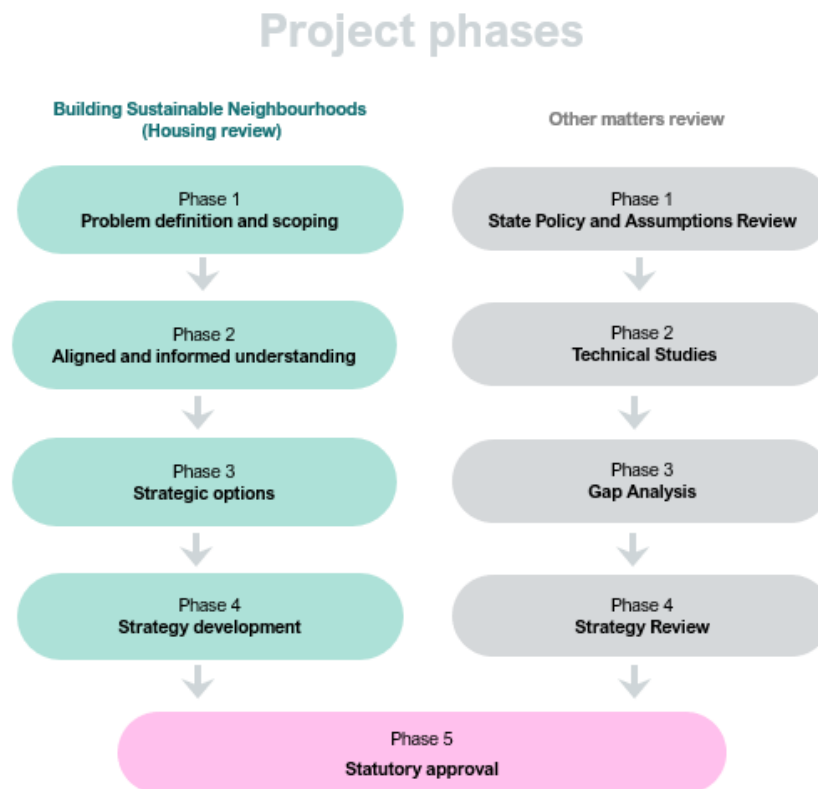 Project phases
Building Sustainable Neighbourhoods
(Housing review)
Phase 1
Problem definition and scoping
Phase 2
Aligned and informed understanding
Phase 3
Strategic options
Phase 4
Strategy development
Other matters review
Phase 1
State Policy and Assumptions Review
Phase 2
Technical Studies
Phase 3
Gap Analysis
Phase 4
Strategy Review
Phase 5
Statutory approval